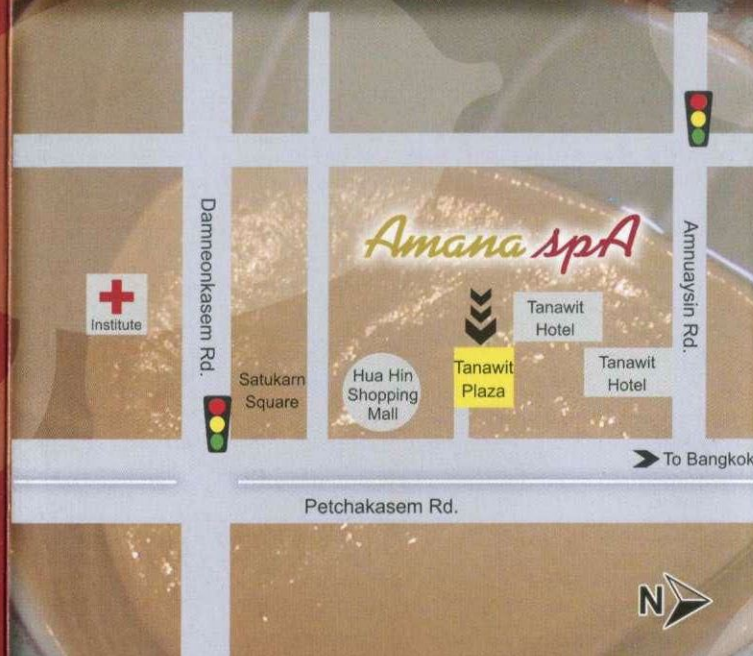 Damneonkasem Rd.
Amnuaysin Rd.
Amana spA
Institute
Tanawit
Hotel
Tanawit
Hotel
Satukarn
Square
Hua Hin
Shopping
Mall
Tanawit
Plaza
To Bangkok
Petchakasem Rd.
N